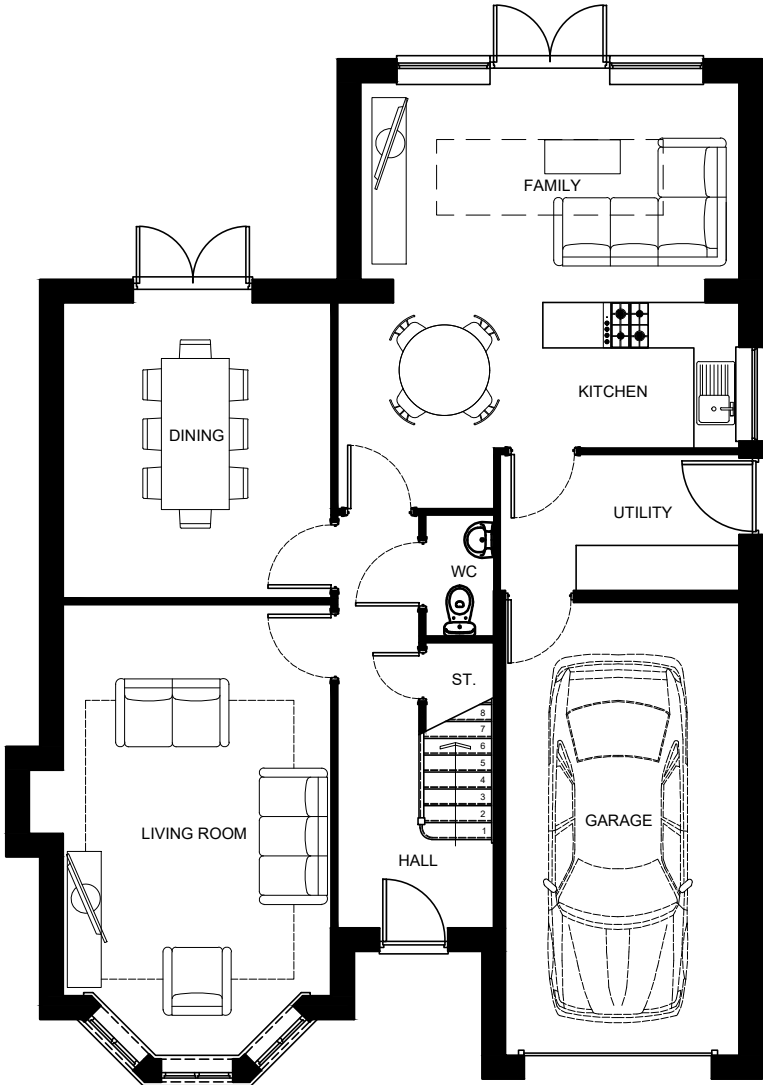 FAMILY
KITCHEN
DINING
UTILITY
WC
ST.
8
7
6
5
4
3
2
1
GARAGE
LIVING ROOM
HALL